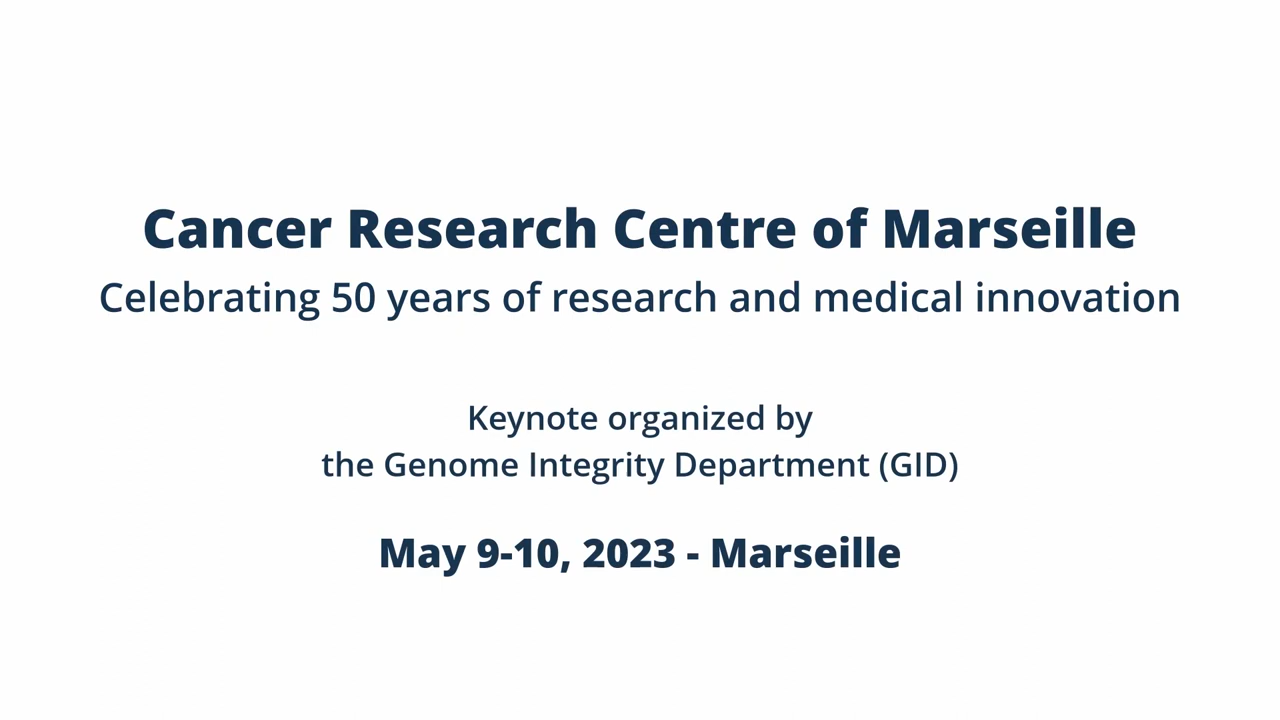 Cancer Research Centre of Marseille
Celebrating 50 years of research and medical innovation
Keynote organized by
the Genome Integrity Department (GID)
May 9-10, 2023 - Marseille